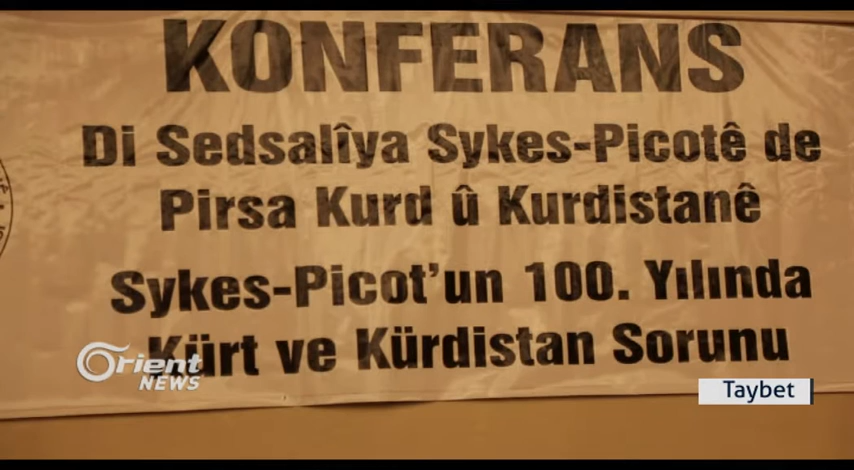 KONFERANS
Di Sedsalîya Sykes-Picotê de
Pirsa Kurd û Kurdistanê
Sykes-Picot'un 100. Yılında
Kürt ve Kürdistan Sorunu
Orient
NEWS
Taybet